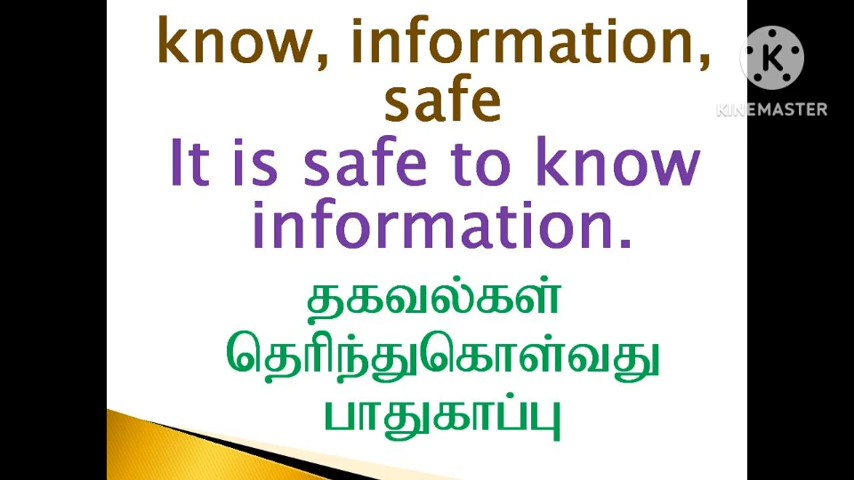 know, information,
safe
It is safe to know
information.
தகவல்கள்
தெரிந்துகொள்வது
பாதுகாப்பு
K
KINEMASTER